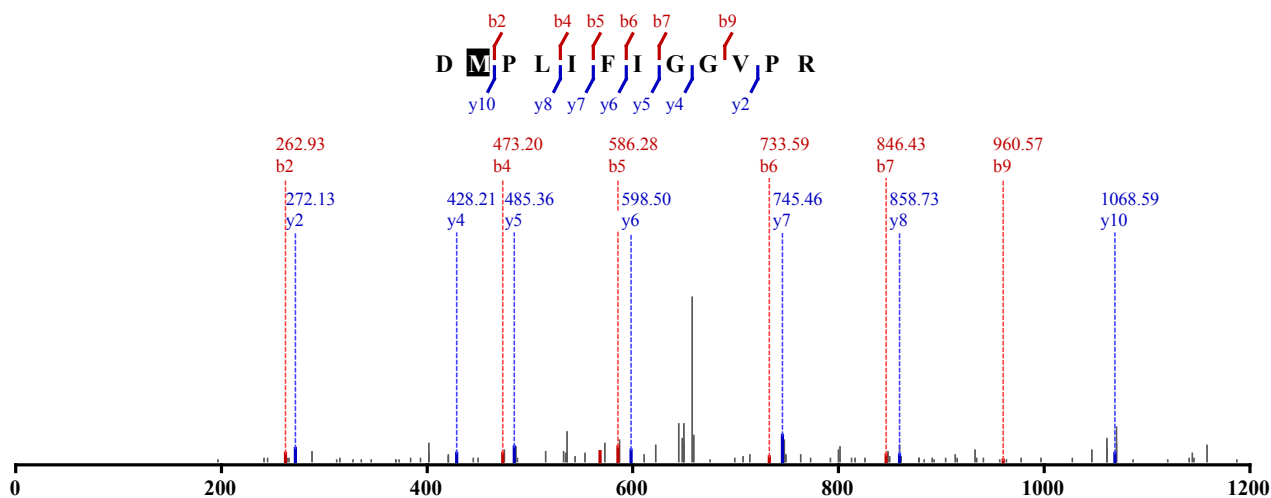 b2 b4 b5 b6 b7 b9
D M P L I F I G G V P R
y10 y8 y7 y6 y5 y4 y2
262.93 473.20 586.28 733.59 846.43 960.57
b2 b4 b5 b6 b7 b9
272.13 428.21 485.36 598.50 745.46 858.73 1068.59
y2 y4 y5 y6 y7 y8 y10
0 200 400 600 800 1000 1200